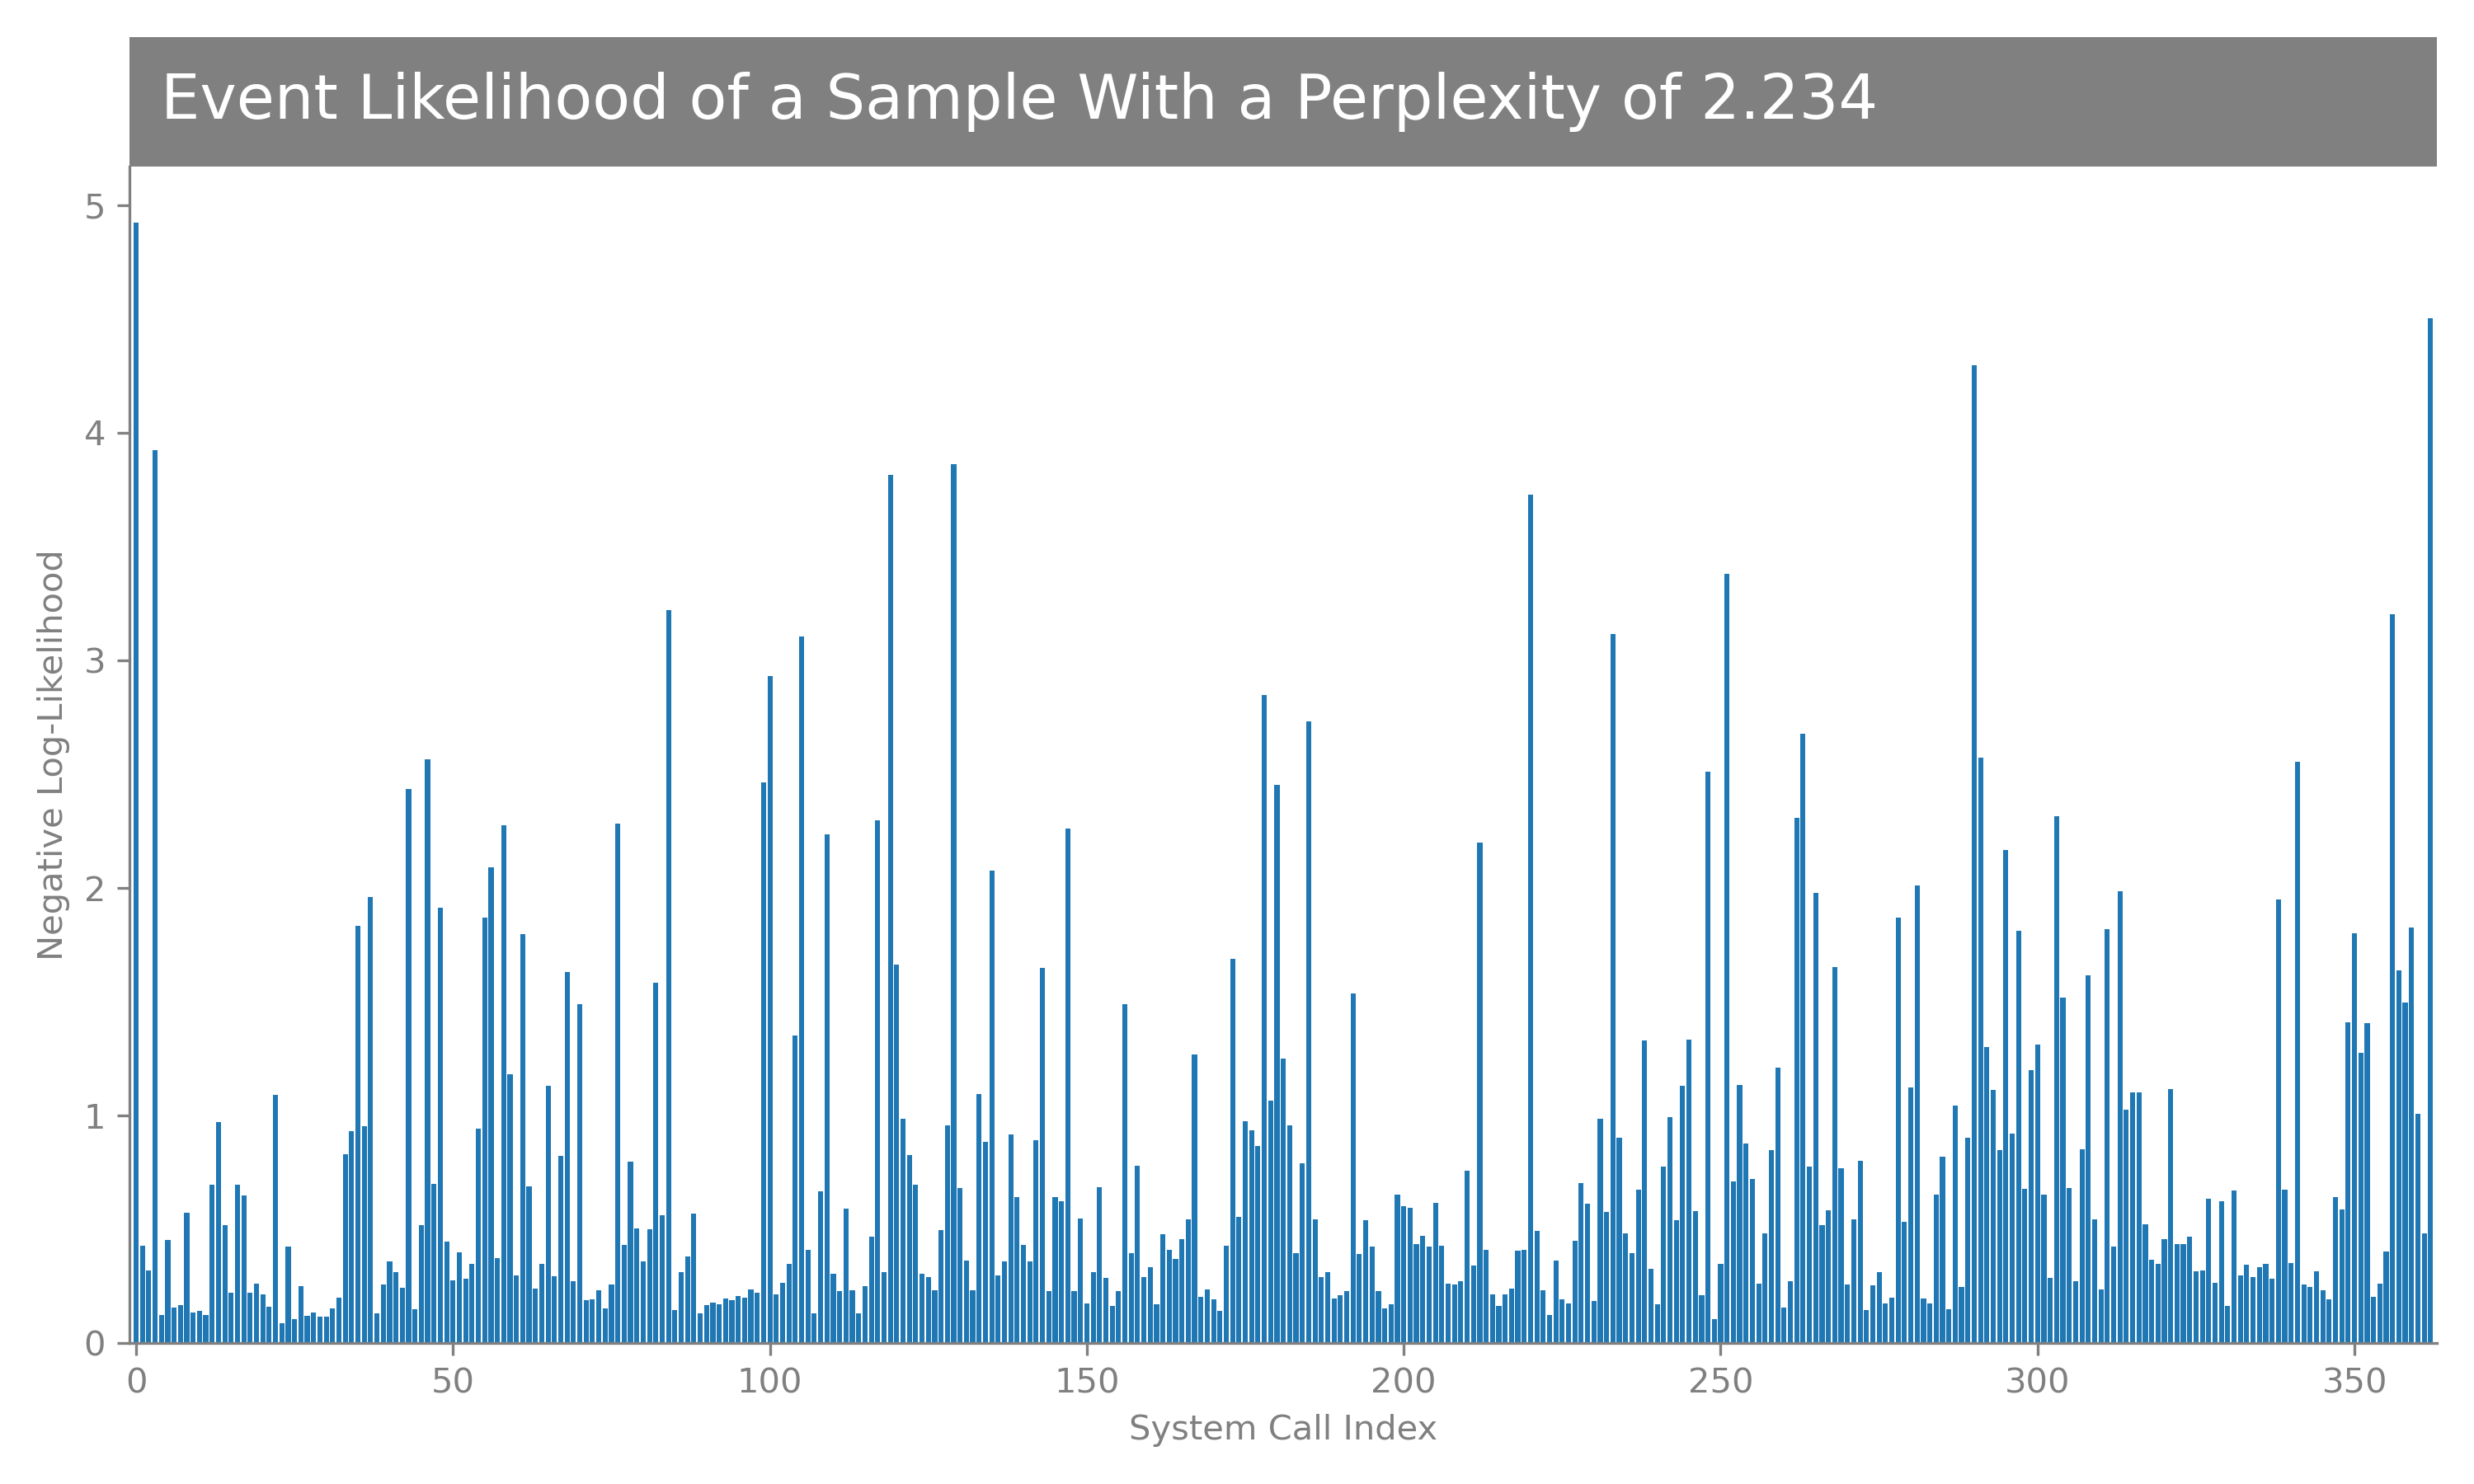 Event Likelihood of a Sample With a Perplexity of 2.234
5
4
3
2
1
0
Negative Log-Likelihood
0 50 100 150 200 250 300 350
System Call Index